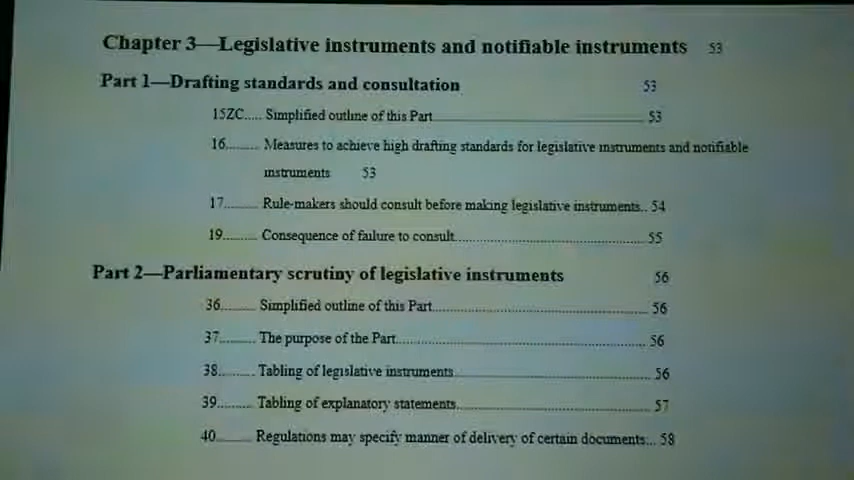 Chapter 3—Legislative instruments and notifiable instruments 53
Part 1—Drafting standards and consultation 53
15ZC..... Simplified outline of this Part................................................ 53
16......... Measures to achieve high drafting standards for legislative instruments and notifiable
instruments 53
17......... Rule-makers should consult before making legislative instruments.. 54
19......... Consequence of failure to consult................................................ 55
Part 2—Parliamentary scrutiny of legislative instruments 56
36......... Simplified outline of this Part................................................ 56
37......... The purpose of the Part................................................ 56
38......... Tabling of legislative instruments................................................ 56
39......... Tabling of explanatory statements................................................ 57
40......... Regulations may specify manner of delivery of certain documents... 58